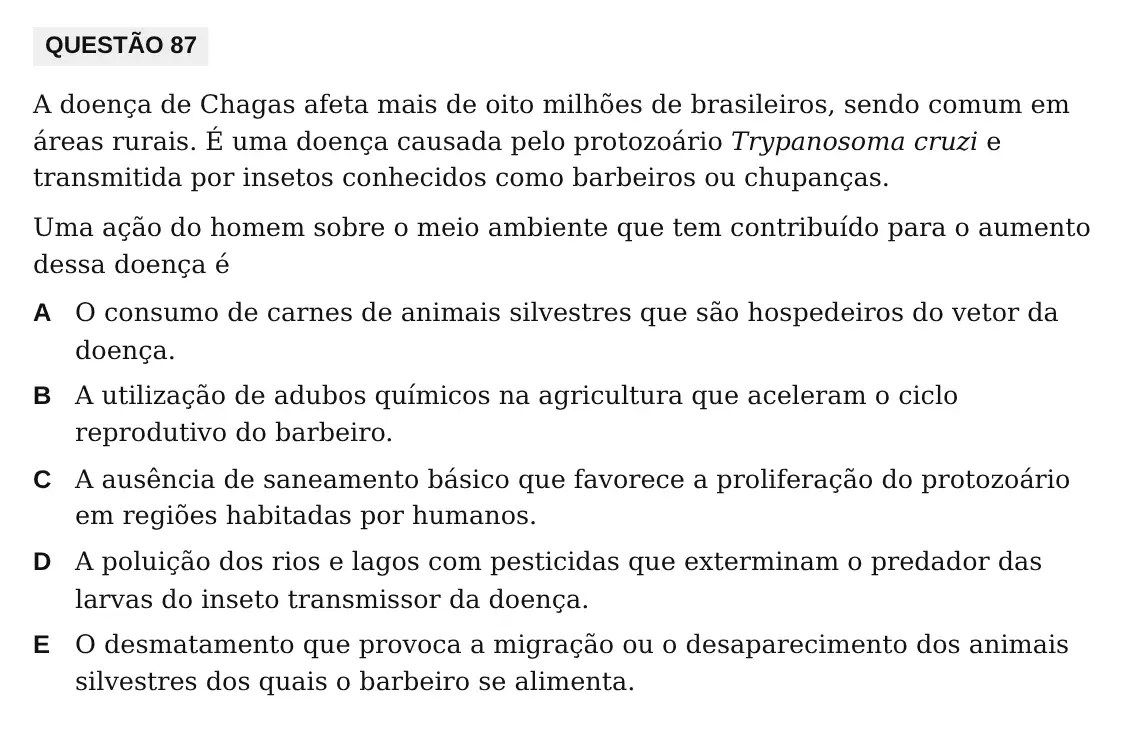 QUESTÃO 87
A doença de Chagas afeta mais de oito milhões de brasileiros, sendo comum em
áreas rurais. É uma doença causada pelo protozoário Trypanosoma cruzi e
transmitida por insetos conhecidos como barbeiros ou chupanças.
Uma ação do homem sobre o meio ambiente que tem contribuído para o aumento
dessa doença é
A O consumo de carnes de animais silvestres que são hospedeiros do vetor da
doença.
B A utilização de adubos químicos na agricultura que aceleram o ciclo
reprodutivo do barbeiro.
C A ausência de saneamento básico que favorece a proliferação do protozoário
em regiões habitadas por humanos.
D A poluição dos rios e lagos com pesticidas que exterminam o predador das
larvas do inseto transmissor da doença.
E O desmatamento que provoca a migração ou o desaparecimento dos animais
silvestres dos quais o barbeiro se alimenta.